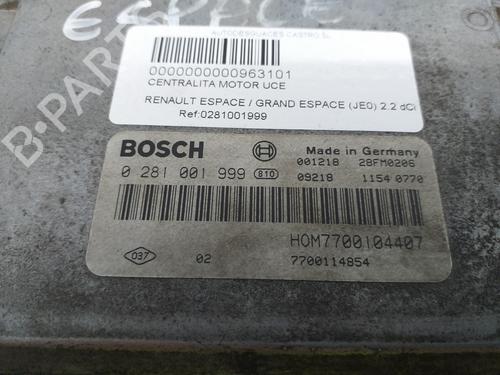 ESPACE
AUTODESGUACES CASTRO SL
0000000000963101
CENTRALITA MOTOR UCE
RENAULT ESPACE / GRAND ESPACE (JE0) 2.2 dCi
Ref:0281001999
BOSCH
Made in Germany
001218 28FM0206
0 281 001 999 810
09218 1154 0770
HOM7700104407
037 02 7700114854
B-PARTS